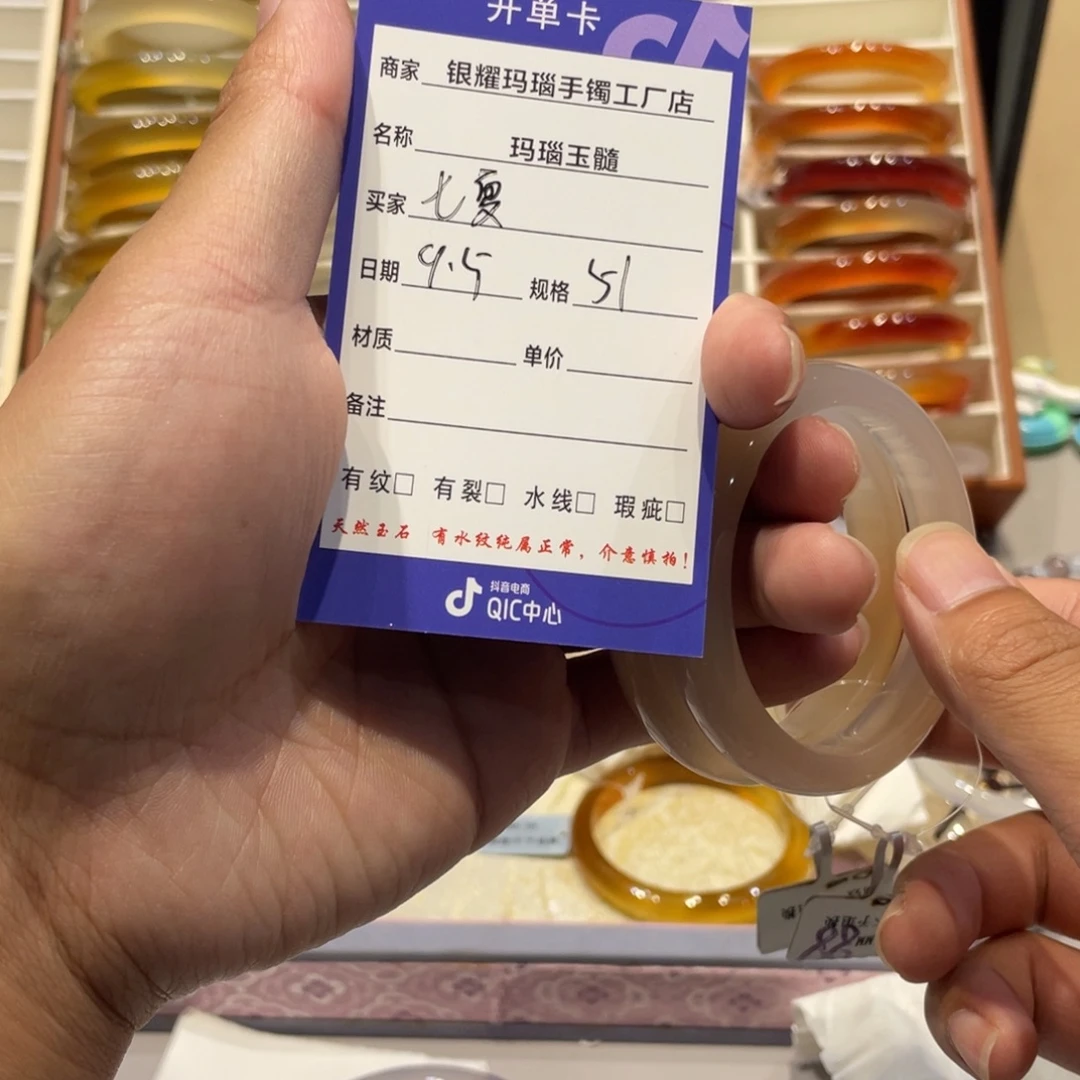 开单卡
商家 银耀玛瑙手镯工厂店
名称 玛瑙玉髓
买家 七夏
日期 9.5 规格 51
材质 单价
备注
有纹□ 有裂□ 水线□ 瑕疵□
天然玉石 有水纹纯属正常，介意慎拍！
抖音电商
QIC中心